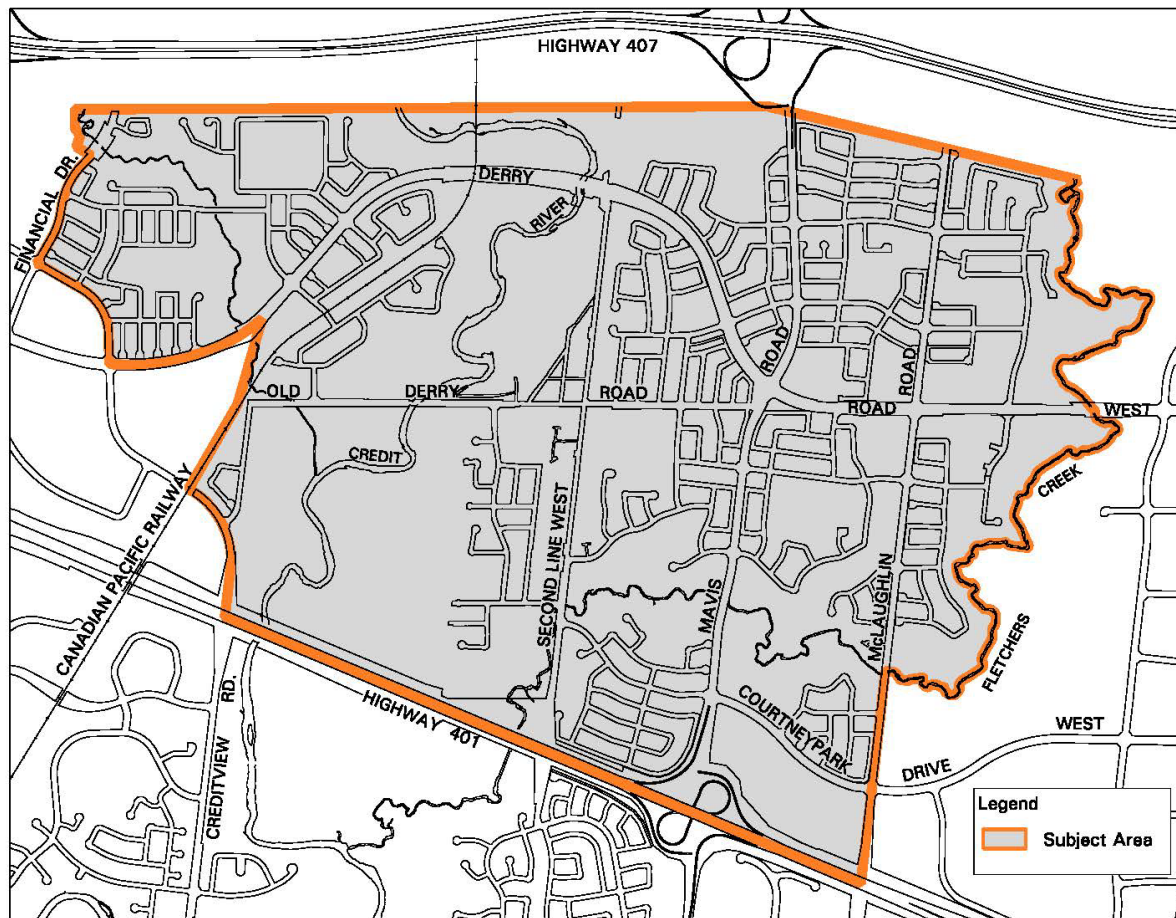 HIGHWAY 407
FINANCIAL DR.
DERRY
RIVER
ROAD
ROAD
OLD
DERRY
ROAD
ROAD
WEST
CREDIT
CREEK
CANADIAN PACIFIC RAILWAY
SECOND LINE WEST
MAVIS
McLAUGHLIN
FLETCHERS
CREDITVIEW
RD.
HIGHWAY 401
COURTNEYPARK
DRIVE
WEST
Legend
Subject Area